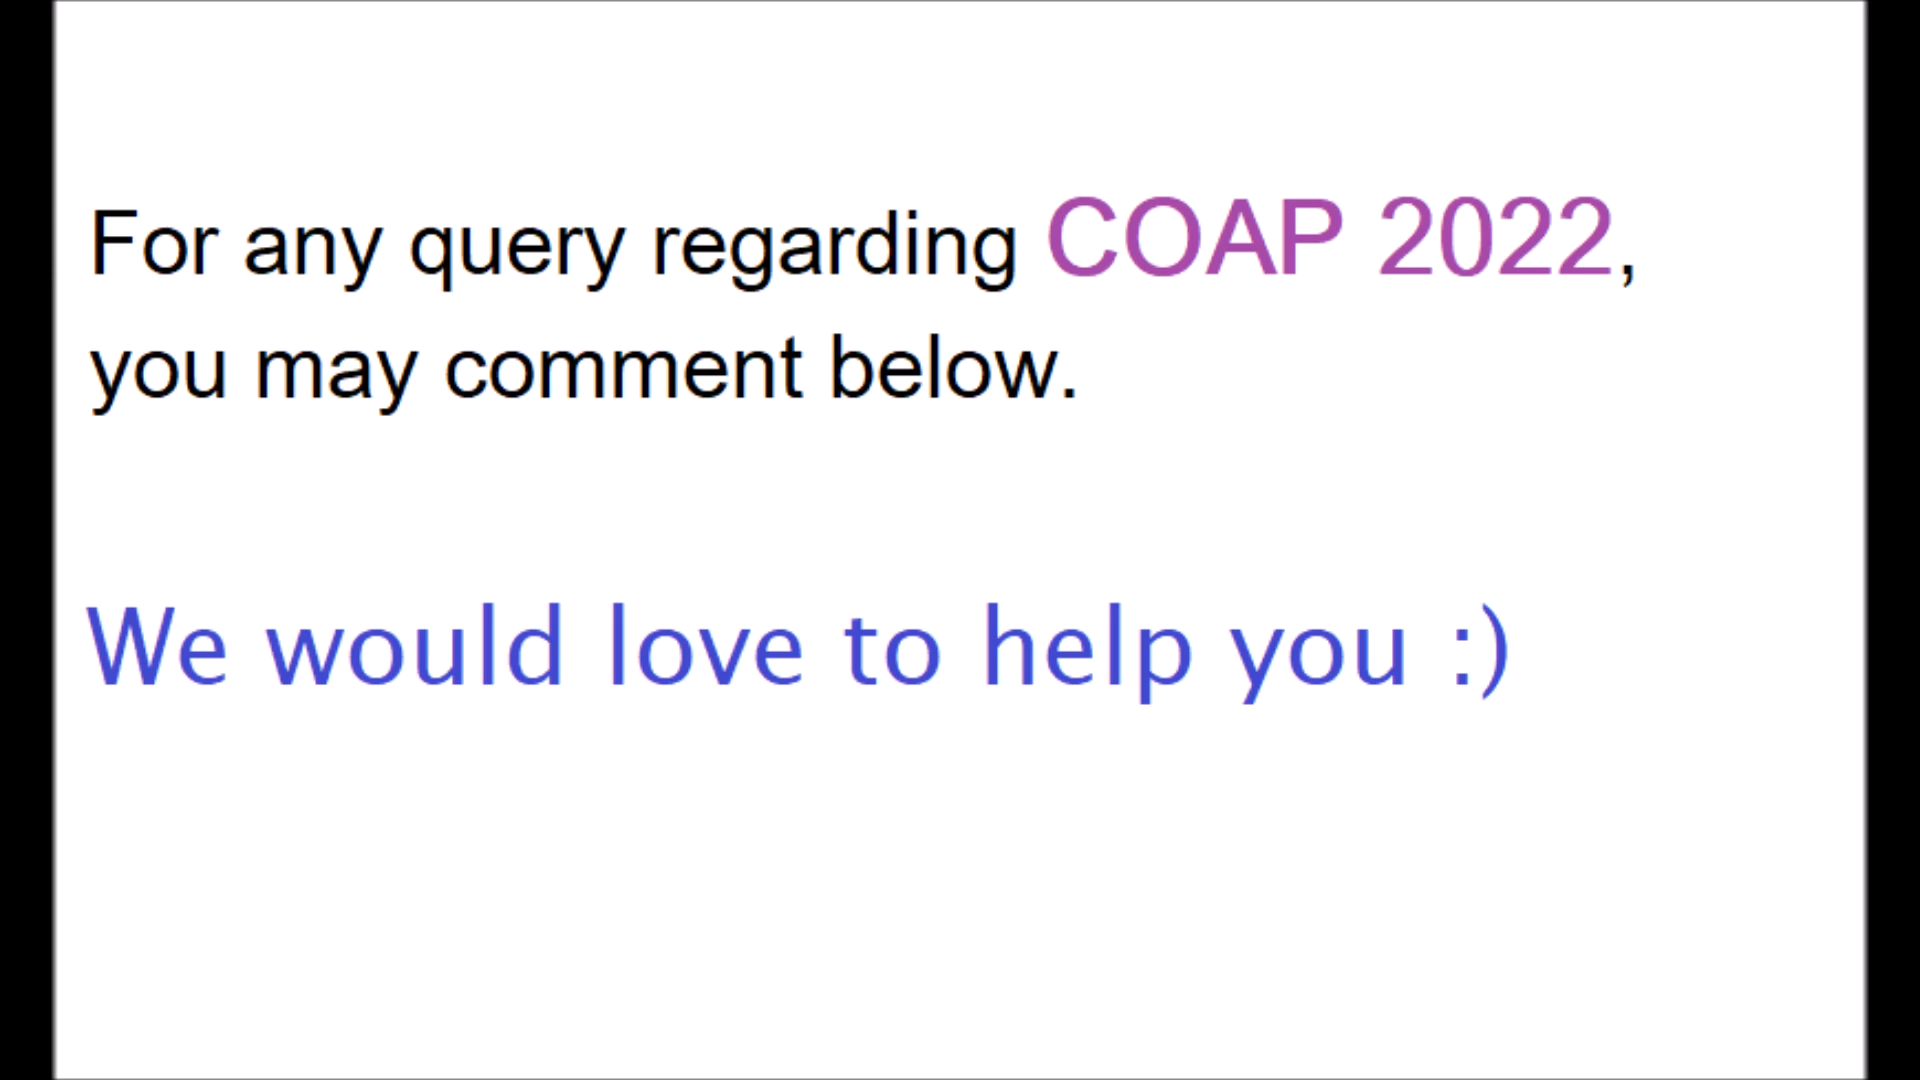 For any query regarding COAP 2022,
you may comment below.
We would love to help you :)